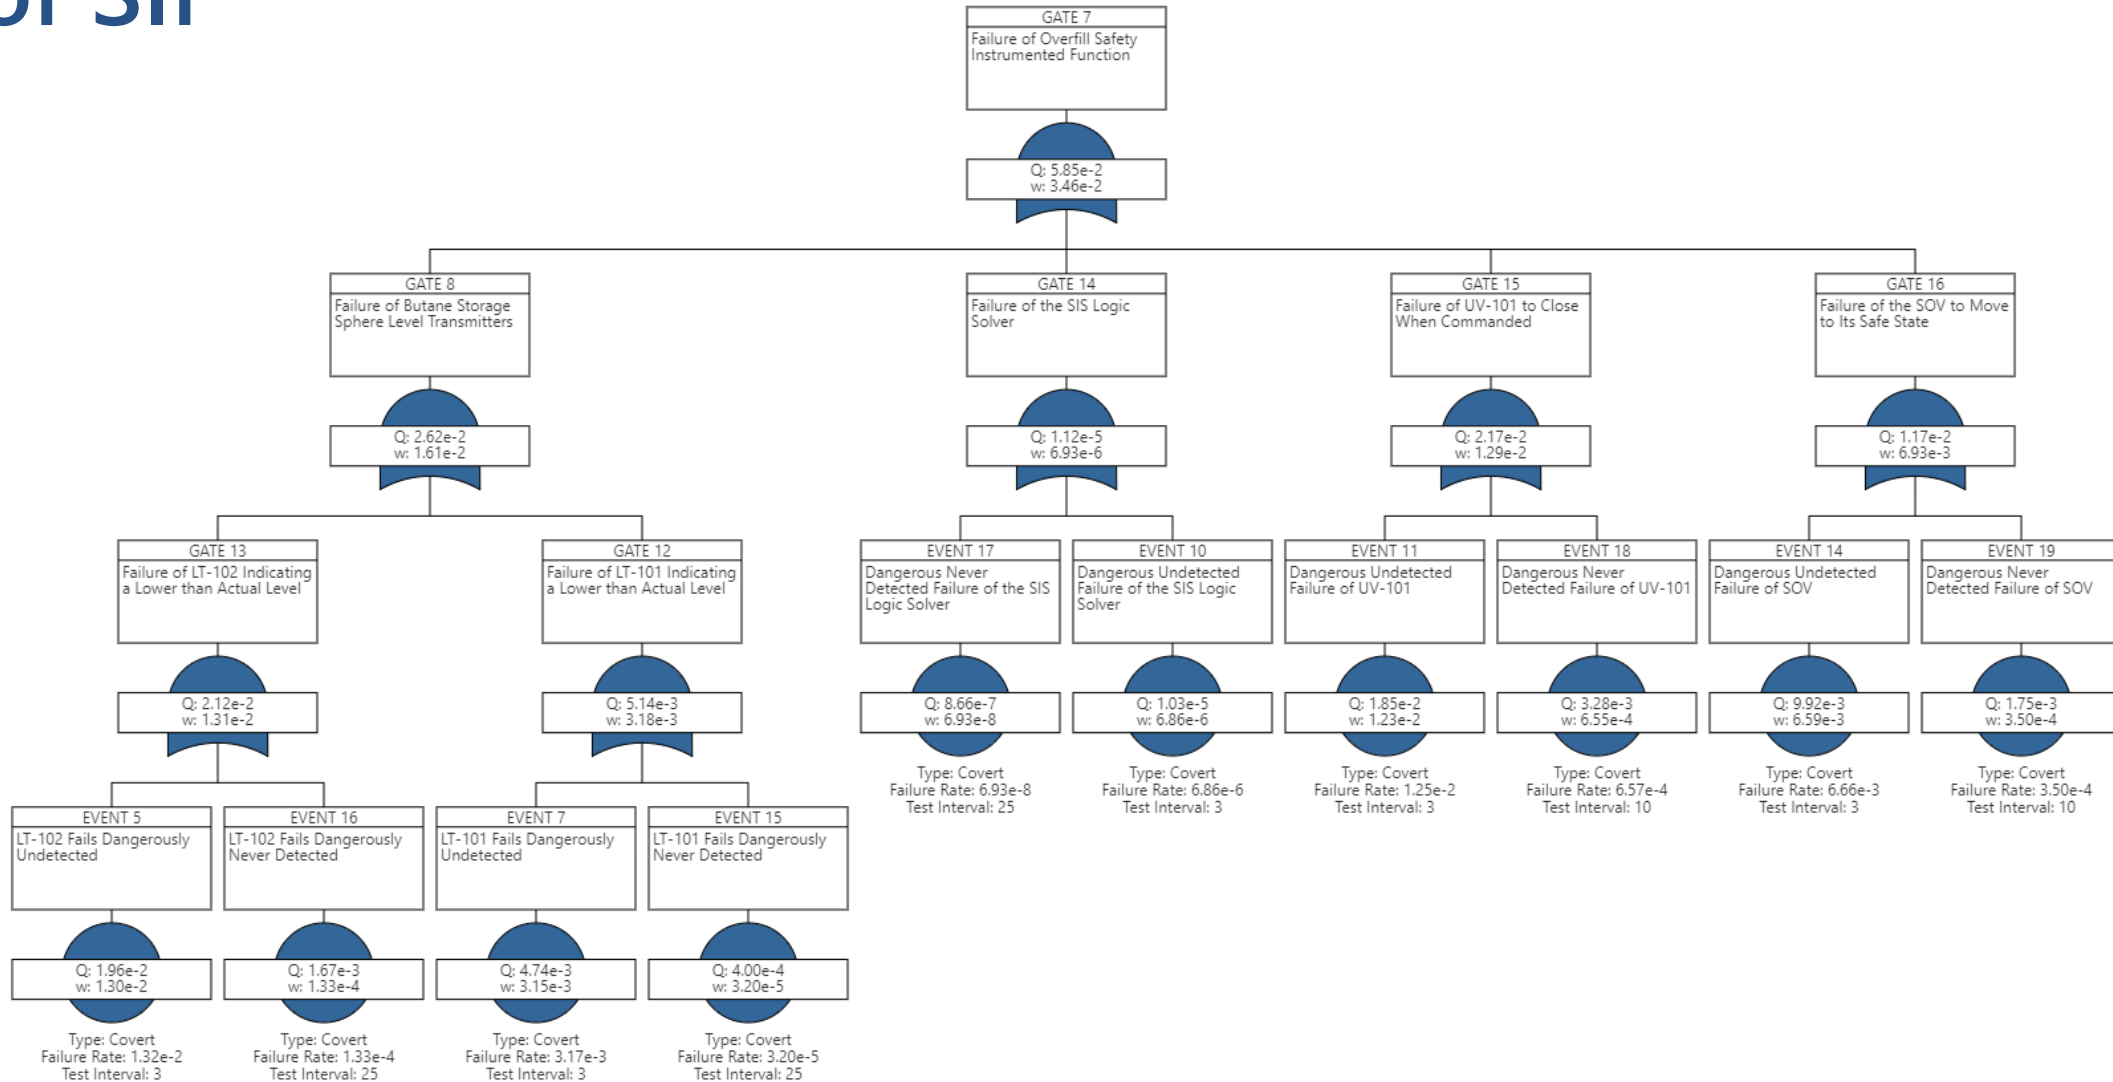 GATE 7
Failure of Overfill Safety
Instrumented Function
Q: 5.85e-2
w: 3.46e-2
GATE 8
Failure of Butane Storage
Sphere Level Transmitters
Q: 2.62e-2
w: 1.61e-2
GATE 14
Failure of the SIS Logic
Solver
Q: 1.12e-5
w: 6.93e-6
GATE 15
Failure of UV-101 to Close
When Commanded
Q: 2.17e-2
w: 1.29e-2
GATE 16
Failure of the SOV to Move
to Its Safe State
Q: 1.17e-2
w: 6.93e-3
GATE 13
Failure of LT-102 Indicating
a Lower than Actual Level
Q: 2.12e-2
w: 1.31e-2
GATE 12
Failure of LT-101 Indicating
a Lower than Actual Level
Q: 5.14e-3
w: 3.18e-3
EVENT 17
Dangerous Never
Detected Failure of the SIS
Logic Solver
Q: 8.66e-7
w: 6.93e-8
Type: Covert
Failure Rate: 6.93e-8
Test Interval: 25
EVENT 10
Dangerous Undetected
Failure of the SIS Logic
Solver
Q: 1.03e-5
w: 6.86e-6
Type: Covert
Failure Rate: 6.86e-6
Test Interval: 3
EVENT 11
Dangerous Undetected
Failure of UV-101
Q: 1.85e-2
w: 1.23e-2
Type: Covert
Failure Rate: 1.25e-2
Test Interval: 3
EVENT 18
Dangerous Never
Detected Failure of UV-101
Q: 3.28e-3
w: 6.55e-4
Type: Covert
Failure Rate: 6.57e-4
Test Interval: 10
EVENT 14
Dangerous Undetected
Failure of SOV
Q: 9.92e-3
w: 6.59e-3
Type: Covert
Failure Rate: 6.66e-3
Test Interval: 3
EVENT 19
Dangerous Never
Detected Failure of SOV
Q: 1.75e-3
w: 3.50e-4
Type: Covert
Failure Rate: 3.50e-4
Test Interval: 10
EVENT 5
LT-102 Fails Dangerously
Undetected
Q: 1.96e-2
w: 1.30e-2
Type: Covert
Failure Rate: 1.32e-2
Test Interval: 3
EVENT 16
LT-102 Fails Dangerously
Never Detected
Q: 1.67e-3
w: 1.33e-4
Type: Covert
Failure Rate: 1.33e-4
Test Interval: 25
EVENT 7
LT-101 Fails Dangerously
Undetected
Q: 4.74e-3
w: 3.15e-3
Type: Covert
Failure Rate: 3.17e-3
Test Interval: 3
EVENT 15
LT-101 Fails Dangerously
Never Detected
Q: 4.00e-4
w: 3.20e-5
Type: Covert
Failure Rate: 3.20e-5
Test Interval: 25